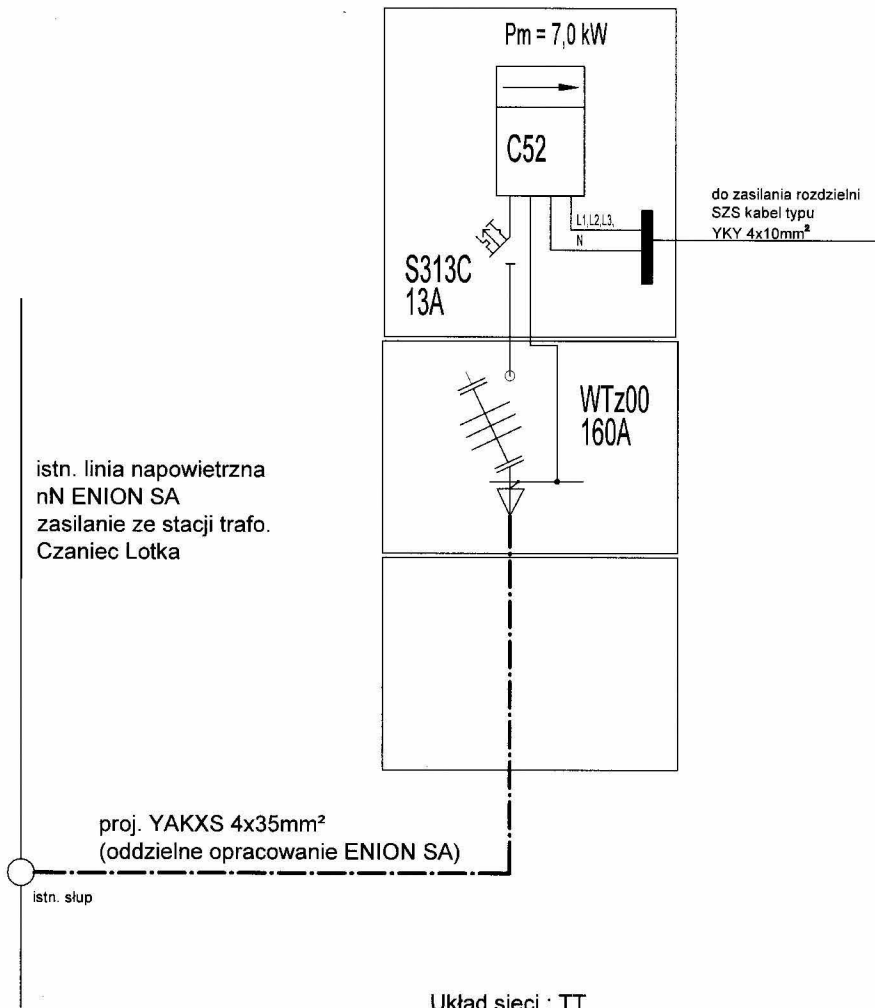 Pm = 7,0 kW
C52
L1,L2,L3,
N
do zasilania rozdzielni
SZS kabel typu
YKY 4x10mm²
S313C
13A
WTz00
160A
istn. linia napowietrzna
nN ENION SA
zasilanie ze stacji trafo.
Czaniec Lotka
proj. YAKXS 4x35mm²
(oddzielne opracowanie ENION SA)
istn. słup
Układ sieci : TT